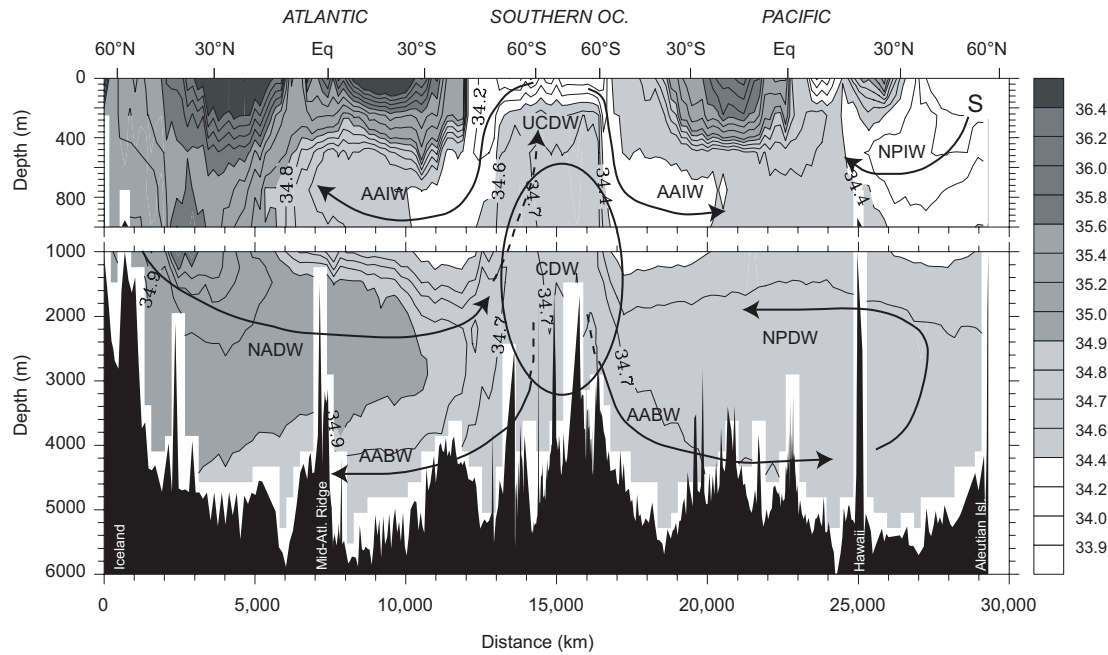 ATLANTIC SOUTHERN OC. PACIFIC
60°N 30°N Eq 30°S 60°S 60°S 30°S Eq 30°N 60°N
Depth (m)
0
400
800
34.2
S
UCDW
NPIW
34.8
AAIW
34.6
34.7
34.4
AAIW
34.4
36.4
36.0
35.8
35.6
35.4
35.2
35.0
34.9
34.8
34.7
34.6
34.4
34.2
34.0
33.9
Depth (m)
1000
2000
3000
4000
5000
6000
34.9
CDW
34.7
34.7
NADW
NPDW
34.7
34.9
AABW
AABW
Iceland
Mid-Atl. Ridge
Hawaii
Aleutian Isl.
0 5,000 10,000 15,000 20,000 25,000 30,000
Distance (km)